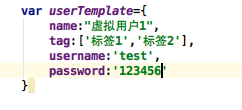 var userTemplate={
name:"虚拟用户1",
tag:['标签1','标签2'],
username:'test',
password:'123456
}